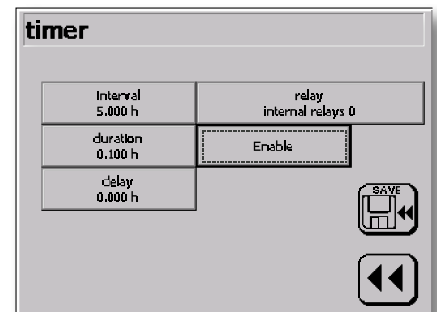 timer
Interval
5.000 h
relay
internal relays 0
duration
0.100 h
Enable
delay
0.000 h
SAVE